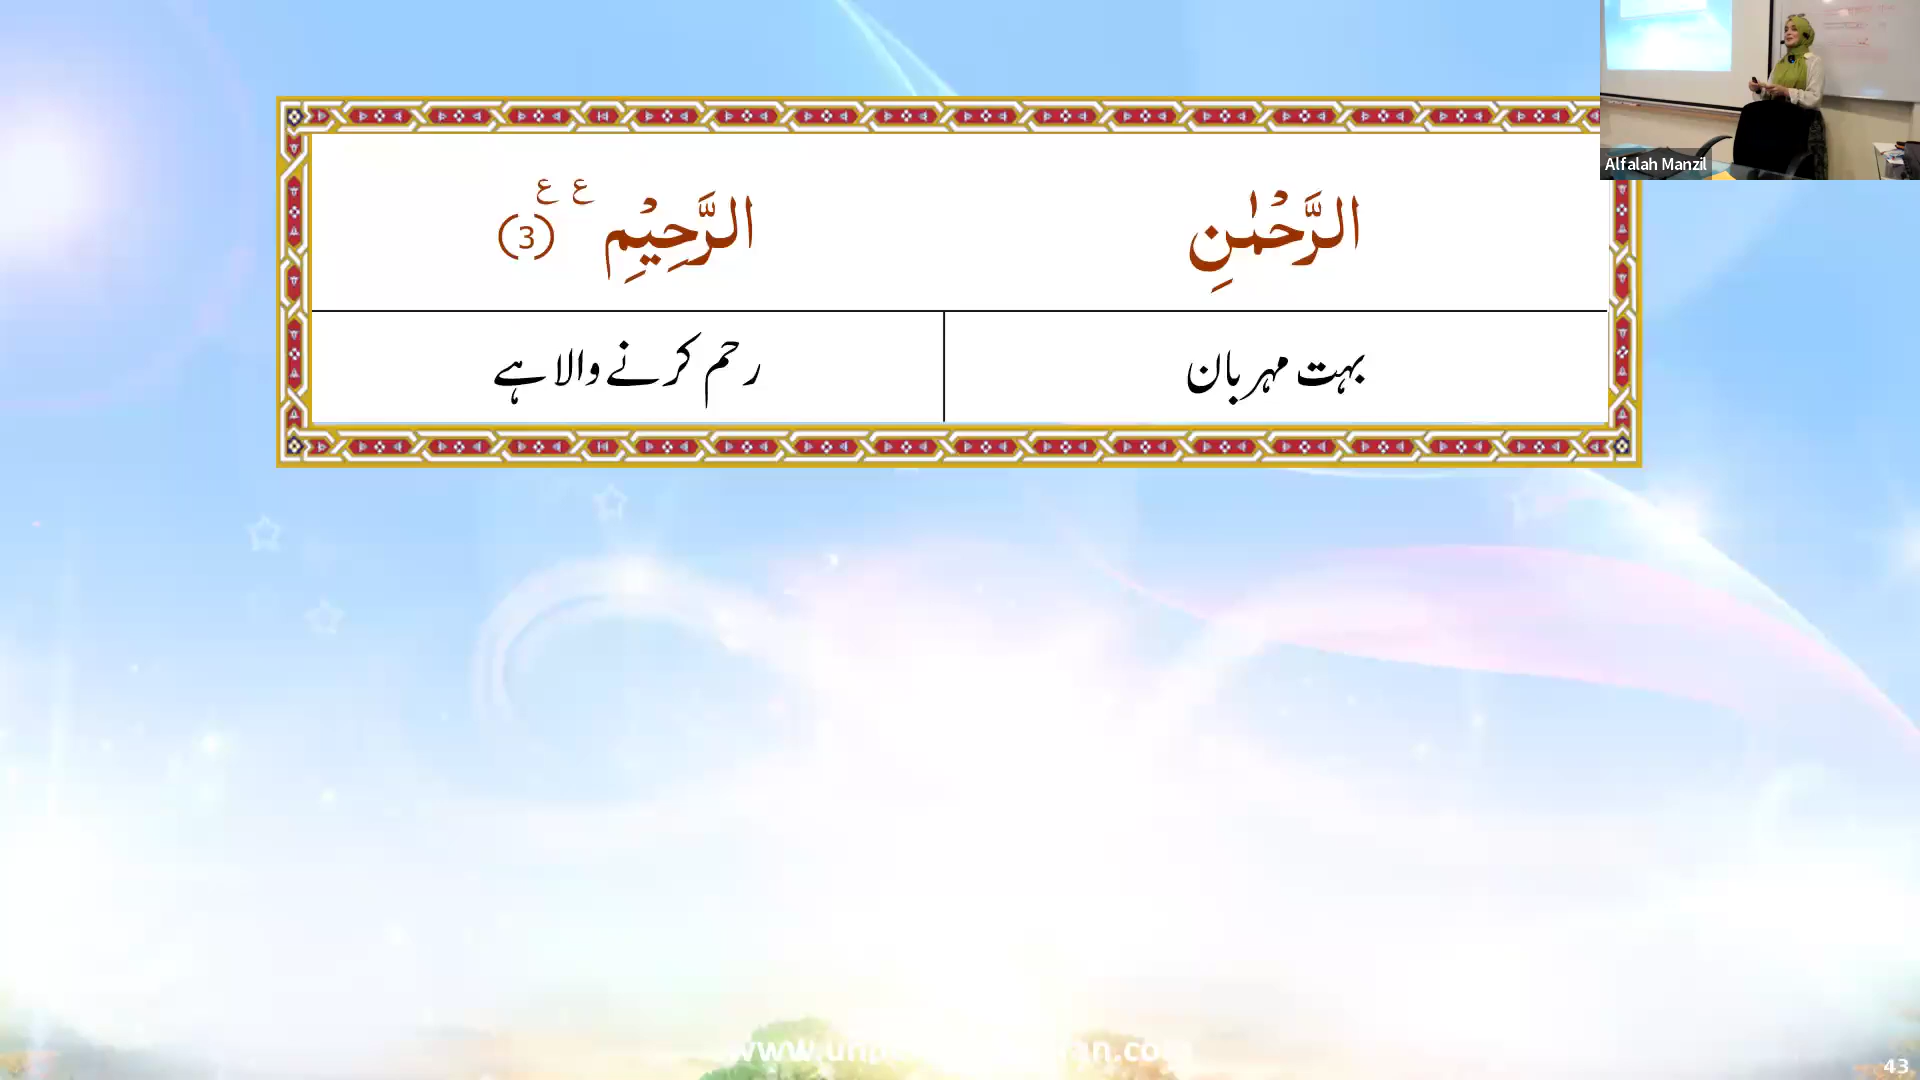 Alfalah Manzil
الرَّحْمٰنِ الرَّحِيْمِ ع ع (3)
بہت مہربان رحم کرنے والا ہے
43